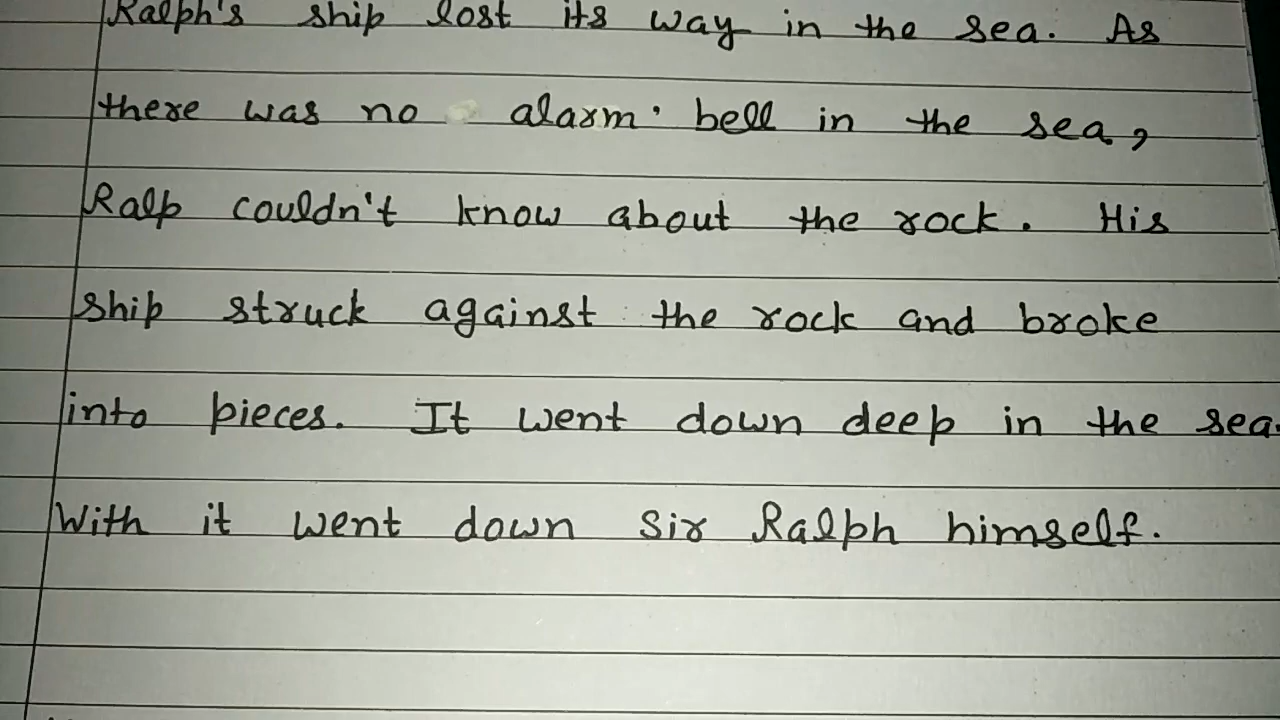 Ralph's ship lost its way in the sea. As
there was no alarm bell in the sea,
Ralp couldn't know about the rock. His
ship struck against the rock and broke
into pieces. It went down deep in the sea.
With it went down Sir Ralph himself.